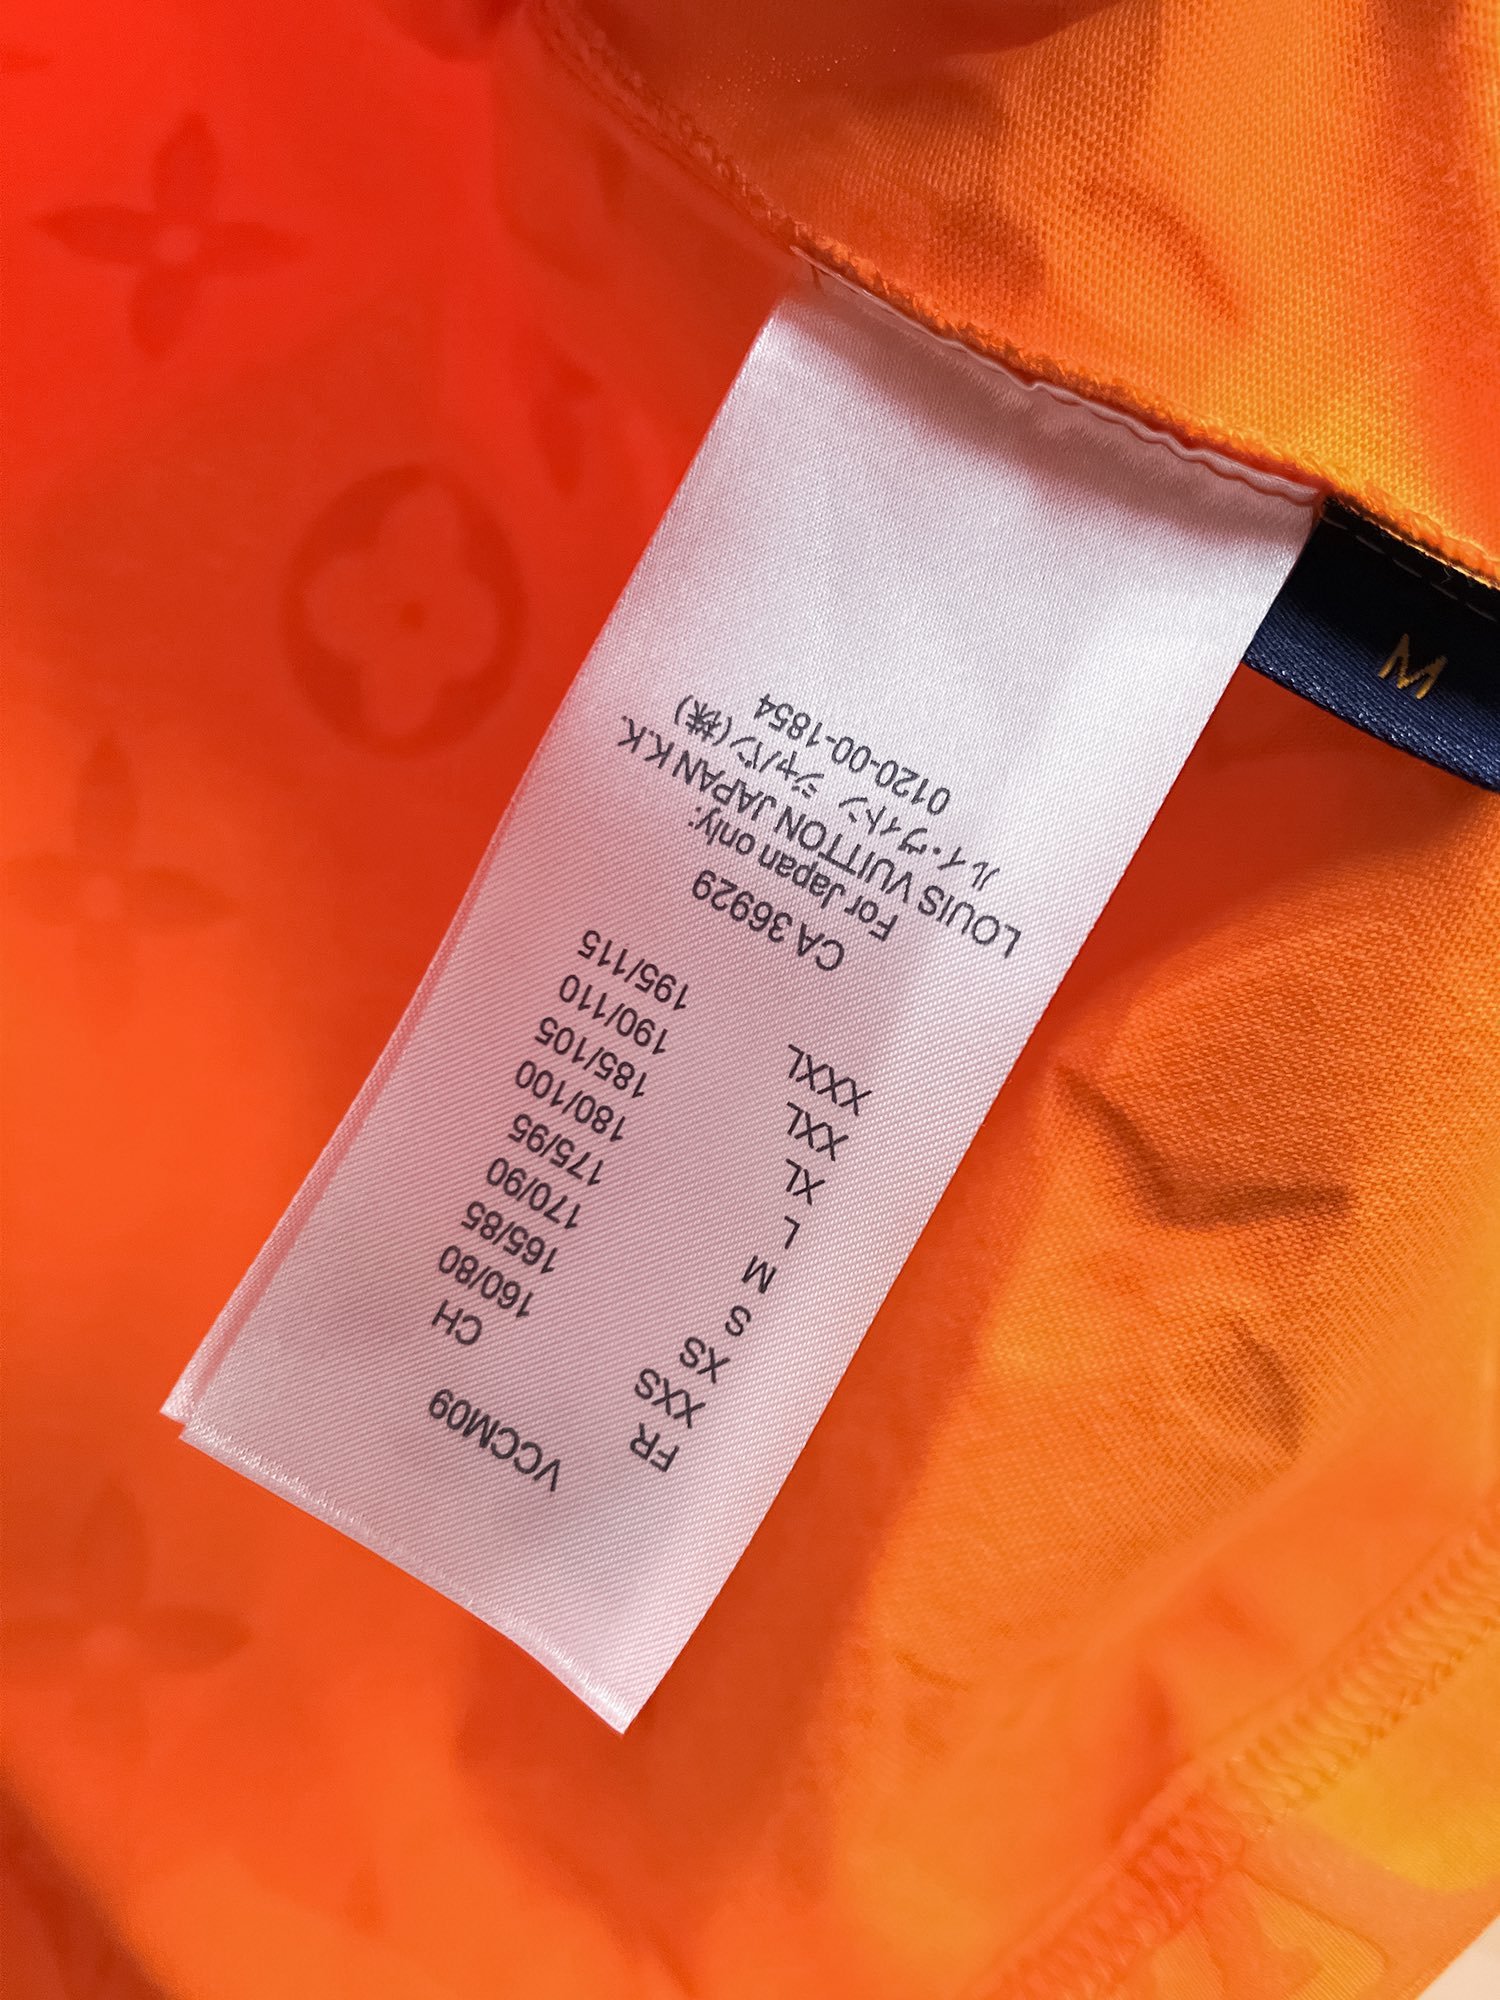 VCCM09
FR CH
XXS 160/80
XS 165/85
S 170/90
M 175/95
L 180/100
XL 185/105
XXL 190/110
XXXL 195/115
CA 36929
For Japan only:
LOUIS VUITTON JAPAN K.K.
ルイ・ヴィトン ジャパン(株)
0120-00-1854
M